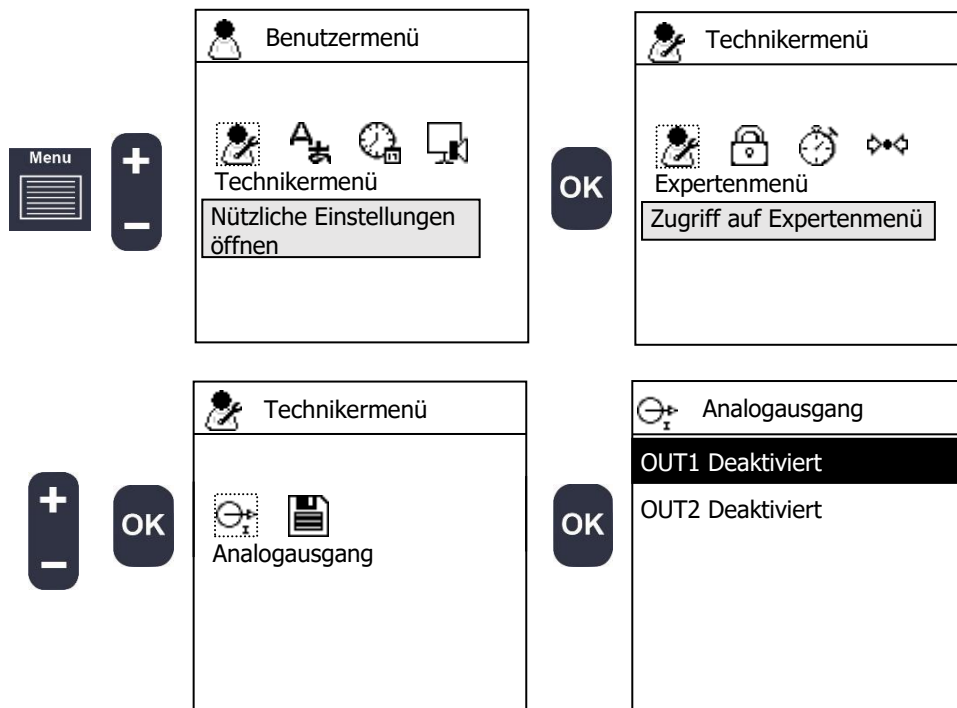 Benutzermenü
Technikermenü
Menu
+
−
Technikermenü
Nützliche Einstellungen
öffnen
OK
Expertenmenü
Zugriff auf Expertenmenü
Technikermenü
Analogausgang
+
−
OK
Analogausgang
OK
OUT1 Deaktiviert
OUT2 Deaktiviert